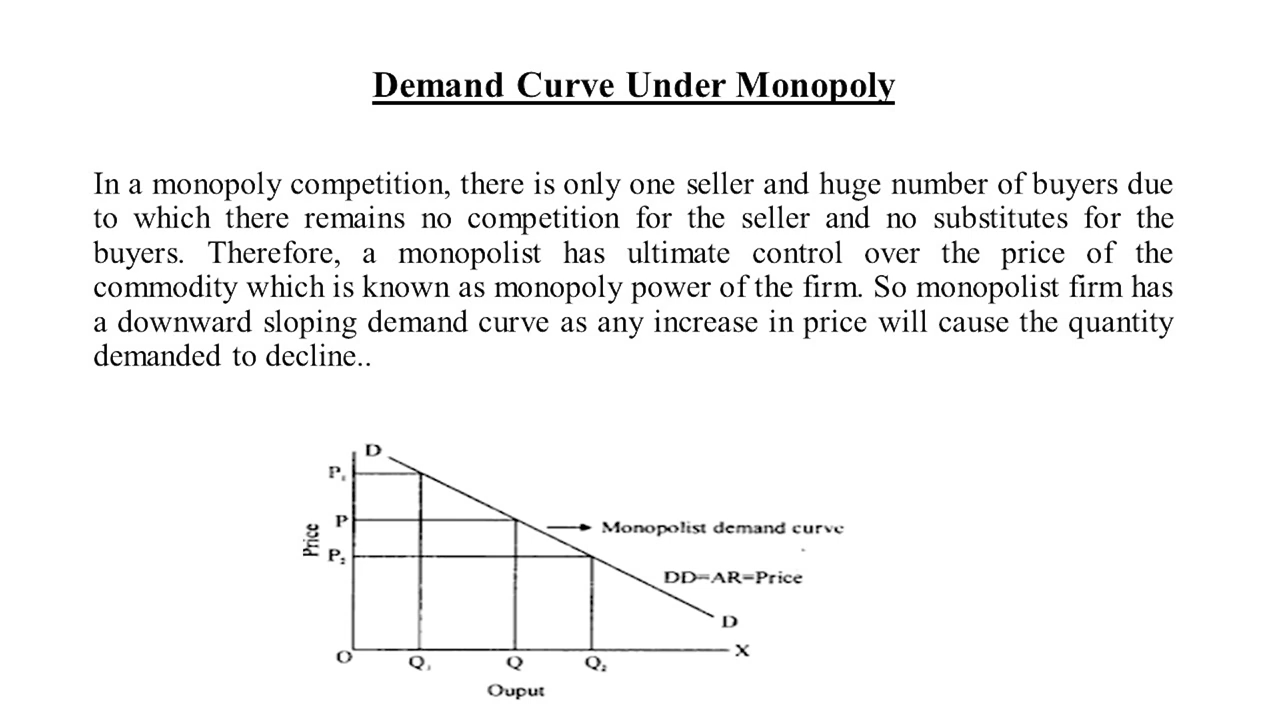 Demand Curve Under Monopoly
In a monopoly competition, there is only one seller and huge number of buyers due
to which there remains no competition for the seller and no substitutes for the
buyers. Therefore, a monopolist has ultimate control over the price of the
commodity which is known as monopoly power of the firm. So monopolist firm has
a downward sloping demand curve as any increase in price will cause the quantity
demanded to decline..
D
P₁
P
Price
P₂
Monopolist demand curve
DD=AR=Price
D
O
Q₁
Q
Q₂
X
Ouput